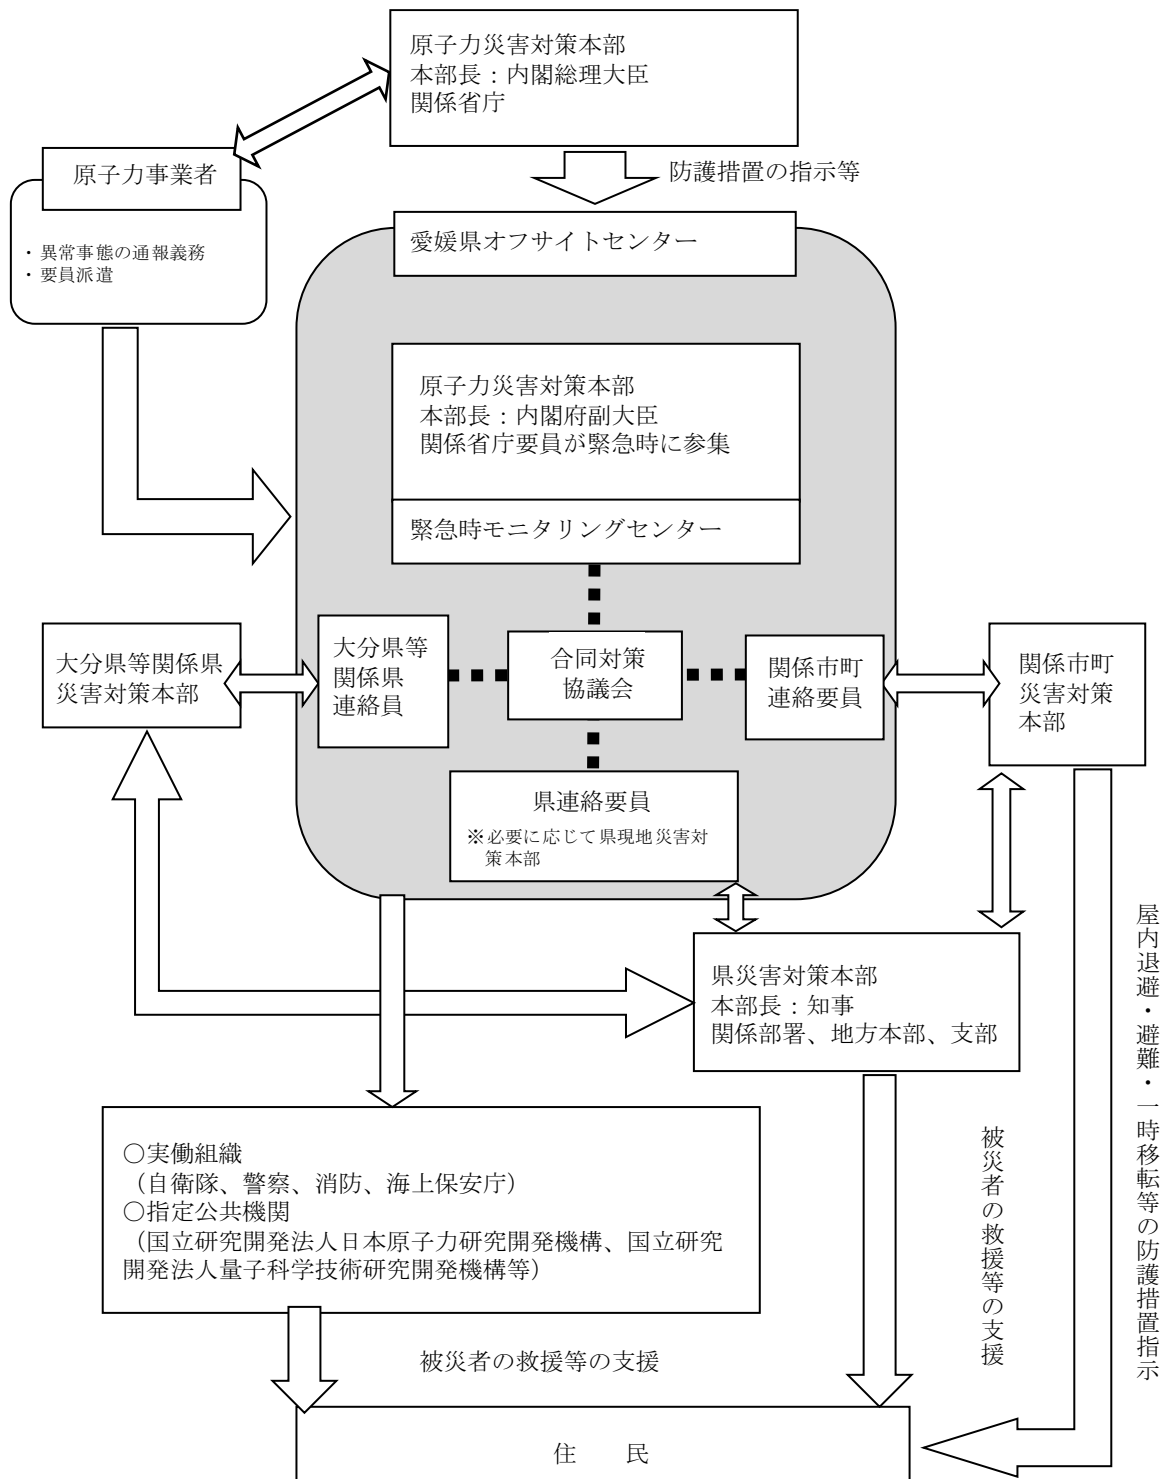 原子力災害対策本部
本部長:内閣総理大臣
関係省庁
原子力事業者
・異常事態の通報義務
・要員派遣
防護措置の指示等
愛媛県オフサイトセンター
原子力災害対策本部
本部長:内閣府副大臣
関係省庁要員が緊急時に参集
緊急時モニタリングセンター
大分県等関係県
災害対策本部
大分県等
関係県
連絡員
合同対策
協議会
関係市町
連絡要員
関係市町
災害対策
本部
県連絡要員
※必要に応じて県現地災害対
策本部
県災害対策本部
本部長:知事
関係部署、地方本部、支部
屋内退避・避難・一時移転等の防護措置指示
被災者の救援等の支援
○実働組織
(自衛隊、警察、消防、海上保安庁)
○指定公共機関
(国立研究開発法人日本原子力研究開発機構、国立研究
開発法人量子科学技術研究開発機構等)
被災者の救援等の支援
住 民